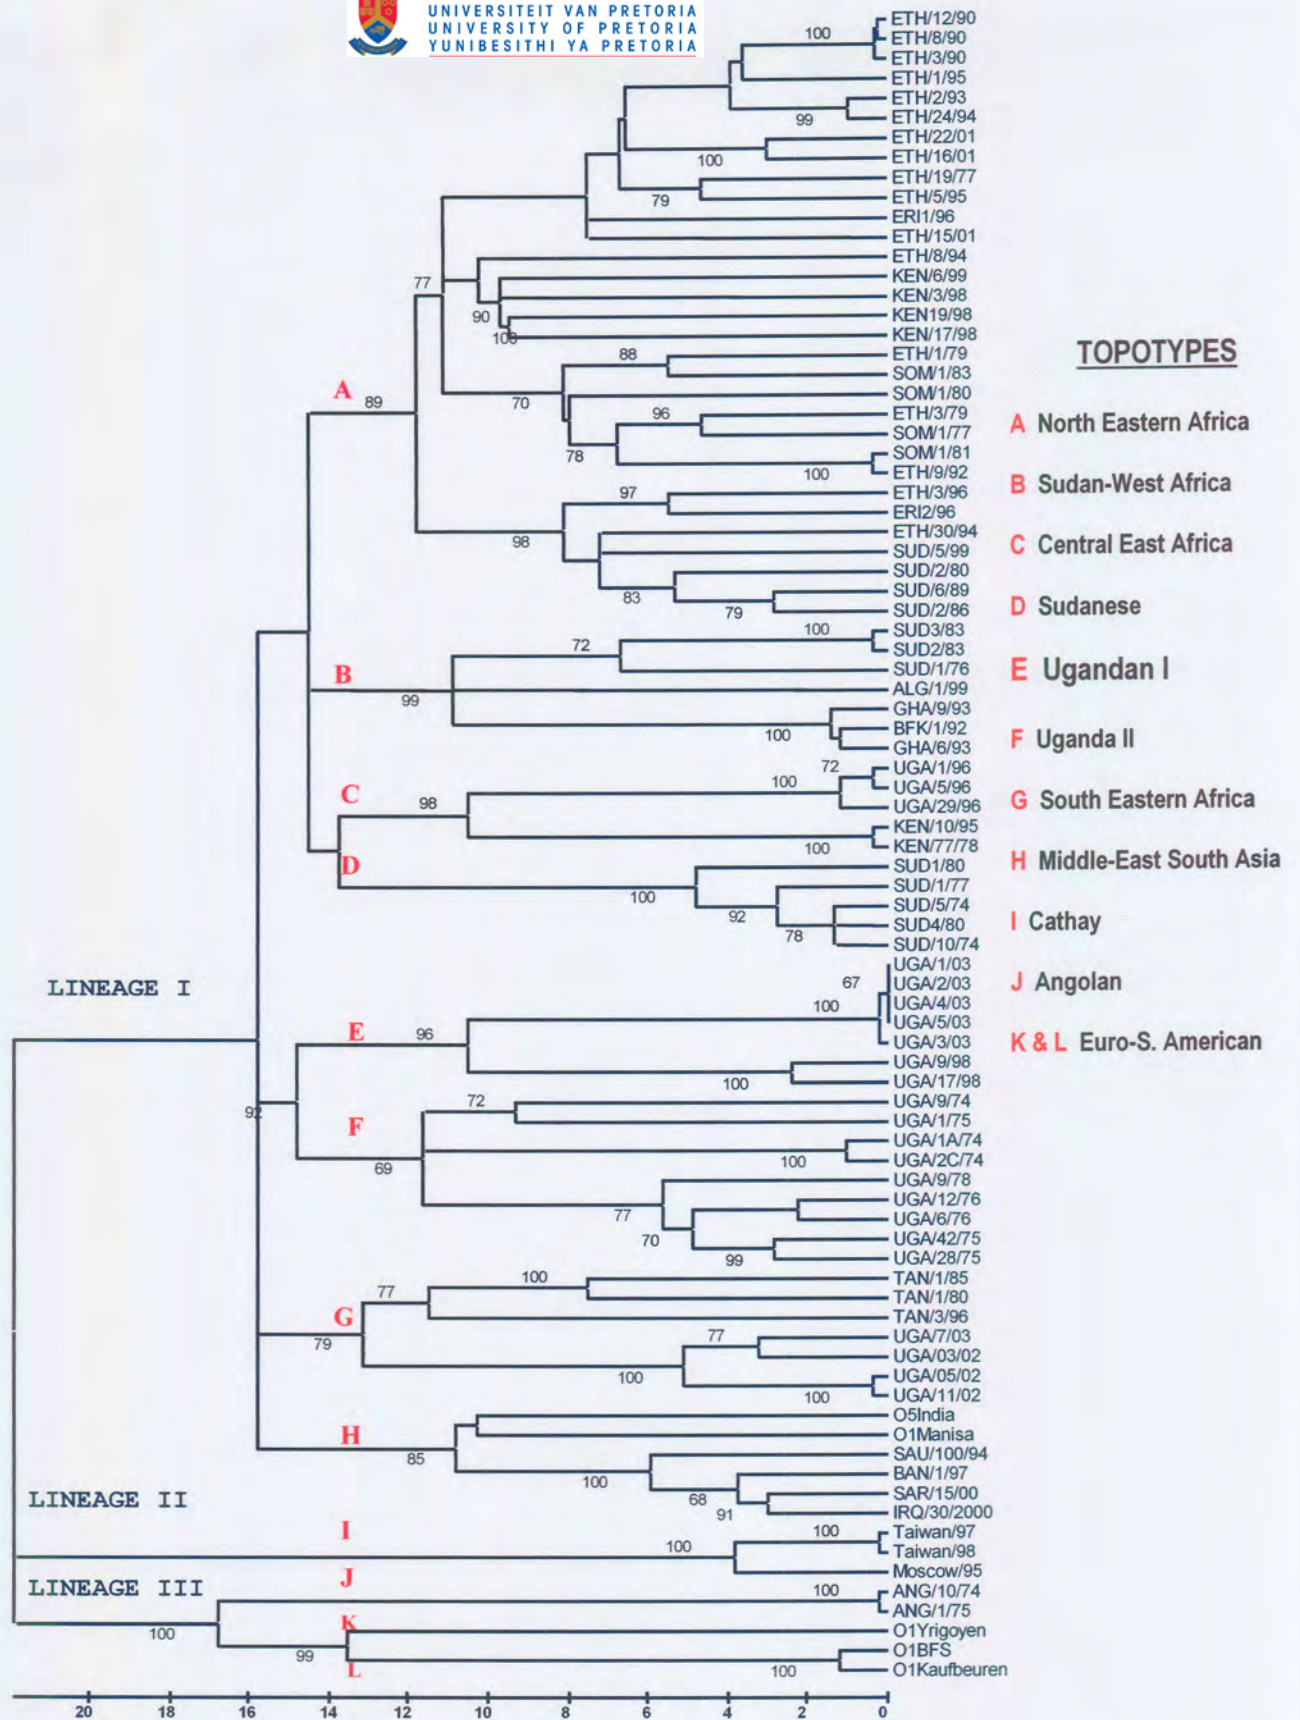 UNIVERSITEIT VAN PRETORIA
UNIVERSITY OF PRETORIA
YUNIBESITHI YA PRETORIA
ETH/12/90
100
ETH/8/90
ETH/3/90
ETH/1/95
ETH/2/93
ETH/24/94
99
ETH/22/01
ETH/16/01
100
ETH/19/77
ETH/5/95
79
ERI1/96
ETH/15/01
ETH/8/94
KEN/6/99
77
KEN/3/98
KEN19/98
90
KEN/17/98
100
ETH/1/79
88
SOM/1/83
SOM/1/80
A
89
70
ETH/3/79
96
SOM/1/77
SOM/1/81
78
ETH/9/92
100
ETH/3/96
97
ERI2/96
ETH/30/94
98
SUD/5/99
SUD/2/80
SUD/6/89
83
SUD/2/86
79
SUD3/83
100
SUD2/83
72
SUD/1/76
B
ALG/1/99
99
GHA/9/93
BFK/1/92
100
GHA/6/93
UGA/1/96
72
UGA/5/96
100
C
UGA/29/96
98
KEN/10/95
KEN/77/78
100
D
SUD1/80
SUD/1/77
100
SUD/5/74
92
SUD4/80
78
SUD/10/74
UGA/1/03
UGA/2/03
67
LINEAGE I
UGA/4/03
100
UGA/5/03
E
96
UGA/3/03
UGA/9/98
UGA/17/98
100
UGA/9/74
72
92
UGA/1/75
F
UGA/1A/74
UGA/2C/74
100
69
UGA/9/78
UGA/12/76
77
UGA/6/76
70
UGA/42/75
UGA/28/75
99
TAN/1/85
100
TAN/1/80
77
TAN/3/96
G
UGA/7/03
77
79
UGA/03/02
UGA/05/02
100
UGA/11/02
100
O5India
O1Manisa
H
SAU/100/94
85
BAN/1/97
100
SAR/15/00
LINEAGE II
68
IRQ/30/2000
91
Taiwan/97
I
100
Taiwan/98
100
Moscow/95
J
LINEAGE III
ANG/10/74
100
ANG/1/75
K
O1Yrigoyen
100
O1BFS
99
L
O1Kaufbeuren
100
20 18 16 14 12 10 8 6 4 2 0
TOPOTYPES
A North Eastern Africa
B Sudan-West Africa
C Central East Africa
D Sudanese
E Ugandan I
F Uganda II
G South Eastern Africa
H Middle-East South Asia
I Cathay
J Angolan
K & L Euro-S. American